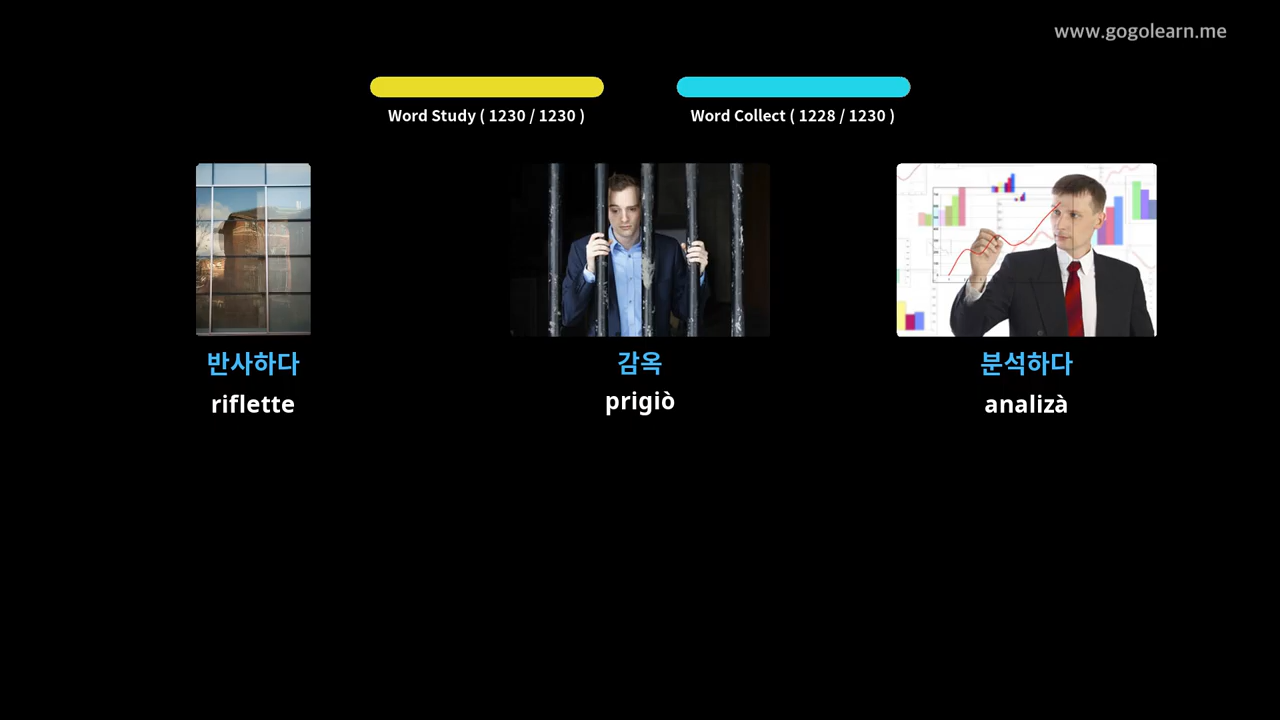 www.gogolearn.me
Word Study ( 1230 / 1230 )
Word Collect ( 1228 / 1230 )
반사하다
감옥
분석하다
riflette
prigiò
analizà